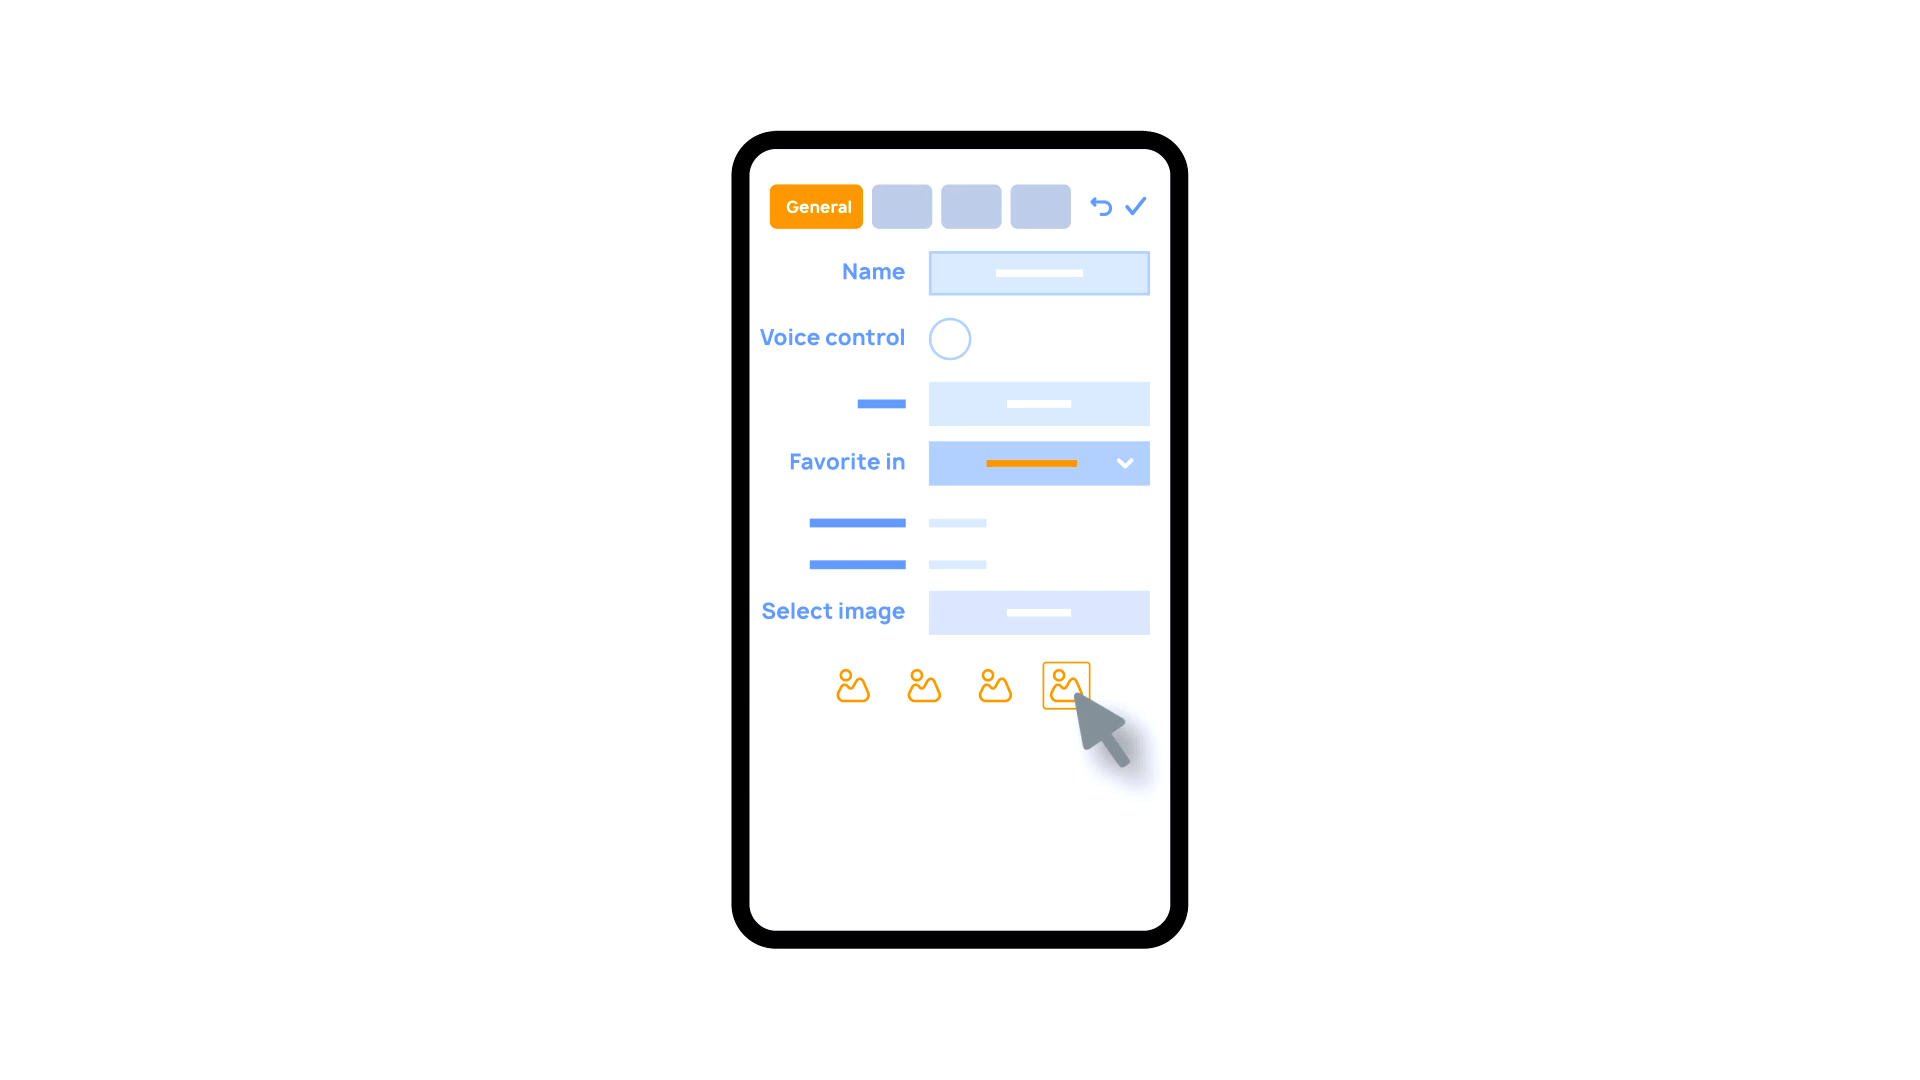 General
Name
Voice control
Favorite in
Select image